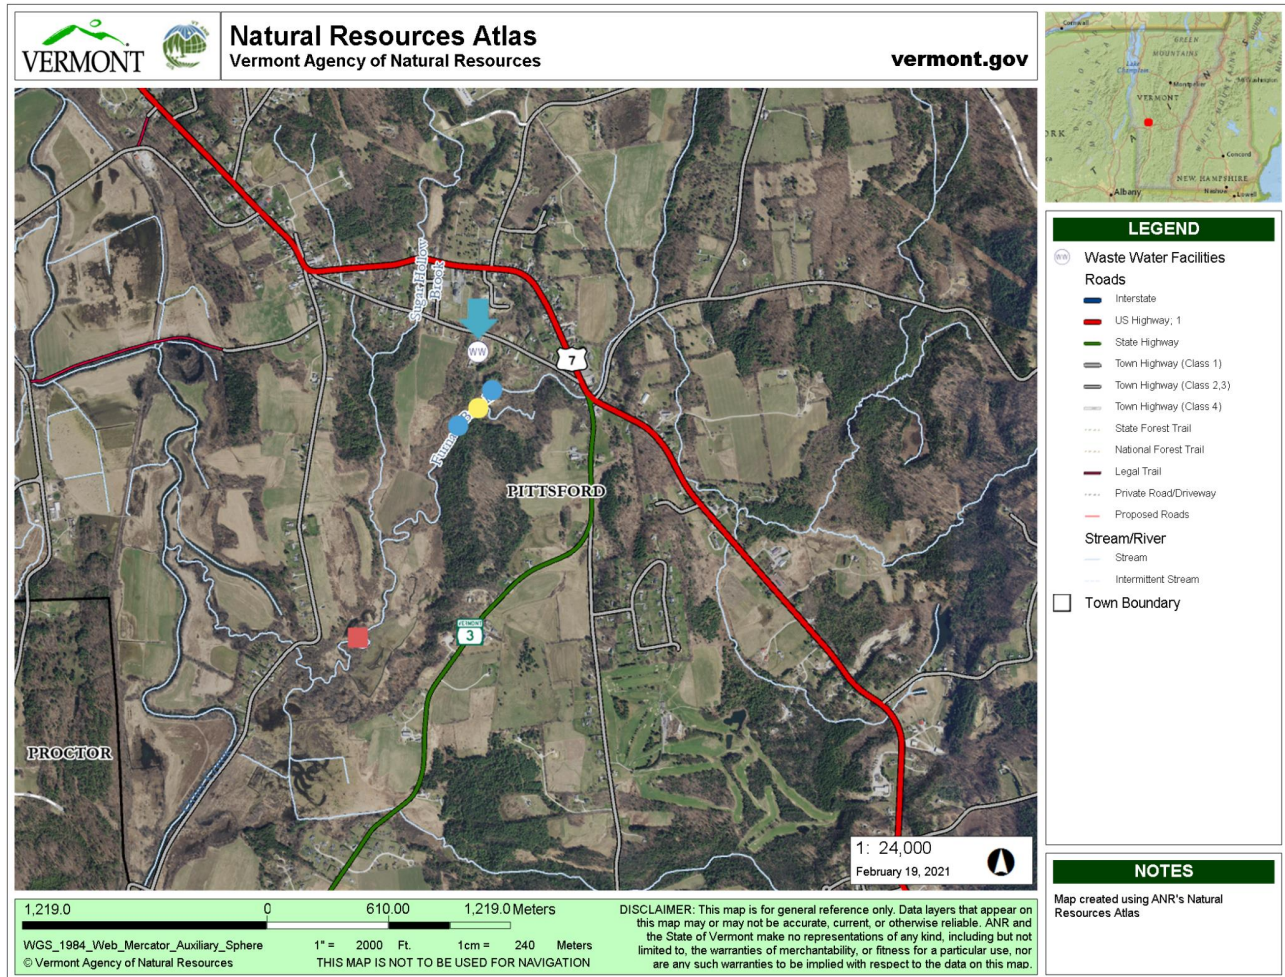 VERMONT
Natural Resources Atlas
Vermont Agency of Natural Resources
vermont.gov
Sugar Hollow
Brook
WW
7
PITTSFORD
VERMONT
3
PROCTOR
1: 24,000
February 19, 2021
Cornwall
GREEN
MOUNTAINS
Lake
Champlain
Montpelier
VERMONT
Concord
NEW HAMPSHIRE
Nashua
Lowell
Albany
LEGEND
WW Waste Water Facilities
Roads
Interstate
US Highway; 1
State Highway
Town Highway (Class 1)
Town Highway (Class 2,3)
Town Highway (Class 4)
State Forest Trail
National Forest Trail
Legal Trail
Private Road/Driveway
Proposed Roads
Stream/River
Stream
Intermittent Stream
Town Boundary
NOTES
Map created using ANR's Natural
Resources Atlas
1,219.0 0 610.00 1,219.0 Meters
WGS_1984_Web_Mercator_Auxiliary_Sphere 1" = 2000 Ft. 1cm = 240 Meters
© Vermont Agency of Natural Resources THIS MAP IS NOT TO BE USED FOR NAVIGATION
DISCLAIMER: This map is for general reference only. Data layers that appear on
this map may or may not be accurate, current, or otherwise reliable. ANR and
the State of Vermont make no representations of any kind, including but not
limited to, the warranties of merchantability, or fitness for a particular use, nor
are any such warranties to be implied with respect to the data on this map.